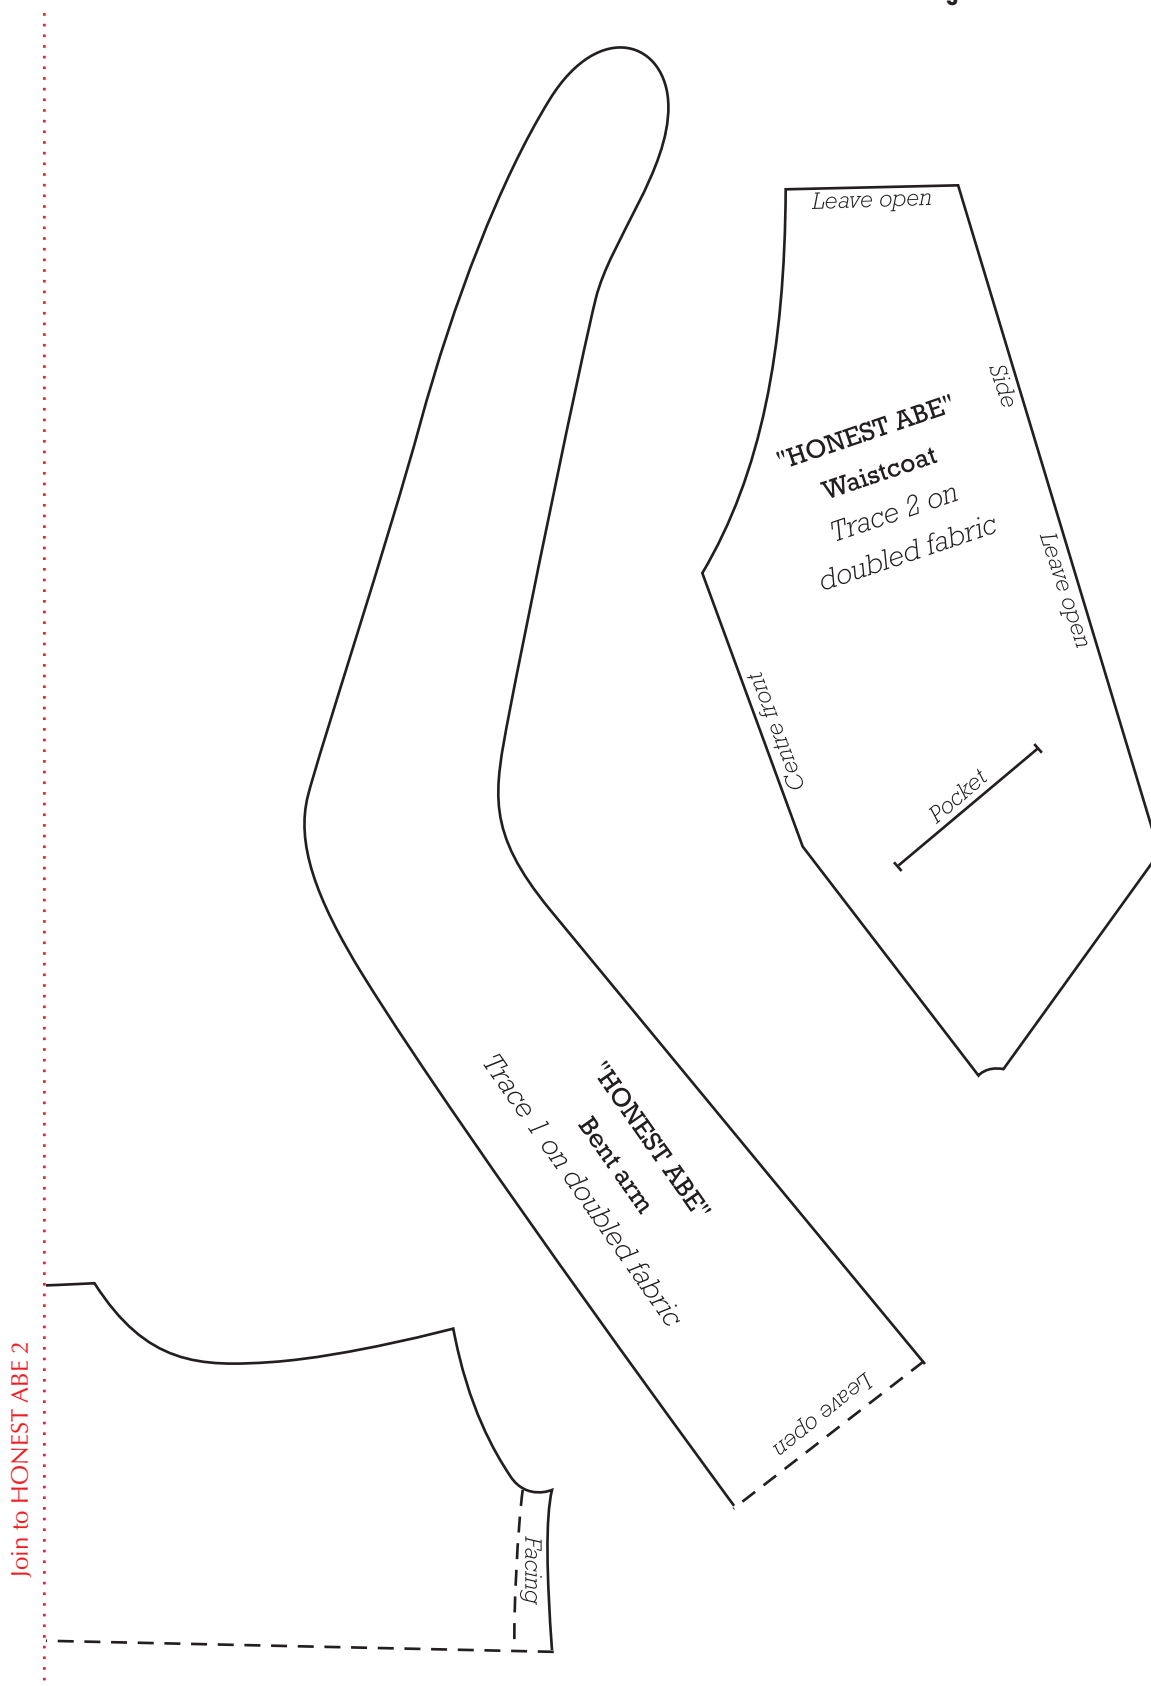 Leave open
Side
"HONEST ABE"
Waistcoat
Trace 2 on
doubled fabric
Leave open
Centre front
Pocket
"HONEST ABE"
Bent arm
Trace 1 on doubled fabric
Leave open
Facing
Join to HONEST ABE 2